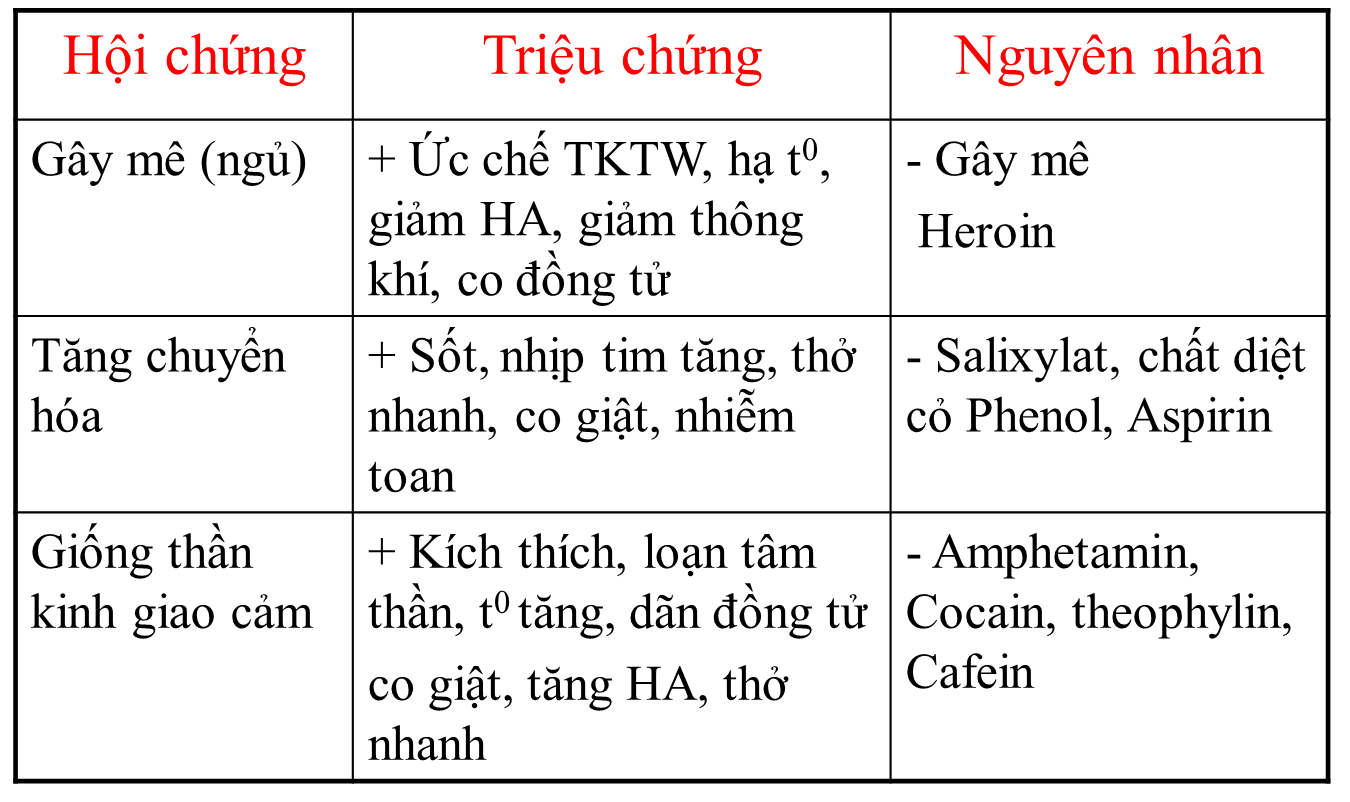 Hội chứng
Triệu chứng
Nguyên nhân
Gây mê (ngủ)
+ Ức chế TKTW, hạ t⁰,
giảm HA, giảm thông
khí, co đồng tử
- Gây mê
Heroin
Tăng chuyển
hóa
+ Sốt, nhịp tim tăng, thở
nhanh, co giật, nhiễm
toan
- Salixylat, chất diệt
cỏ Phenol, Aspirin
Giống thần
kinh giao cảm
+ Kích thích, loạn tâm
thần, t⁰ tăng, dãn đồng tử
co giật, tăng HA, thở
nhanh
- Amphetamin,
Cocain, theophylin,
Cafein